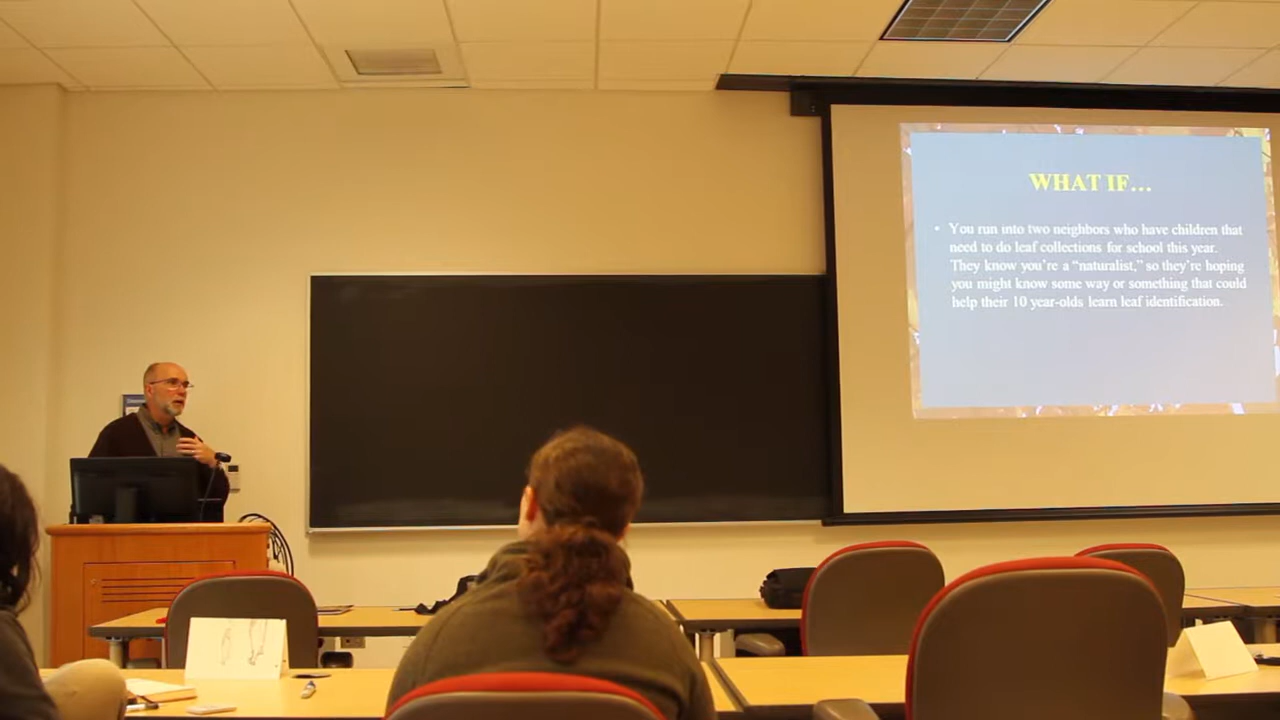 WHAT IF…
• You run into two neighbors who have children that
need to do leaf collections for school this year.
They know you're a “naturalist,” so they're hoping
you might know some way or something that could
help their 10 year-olds learn leaf identification.